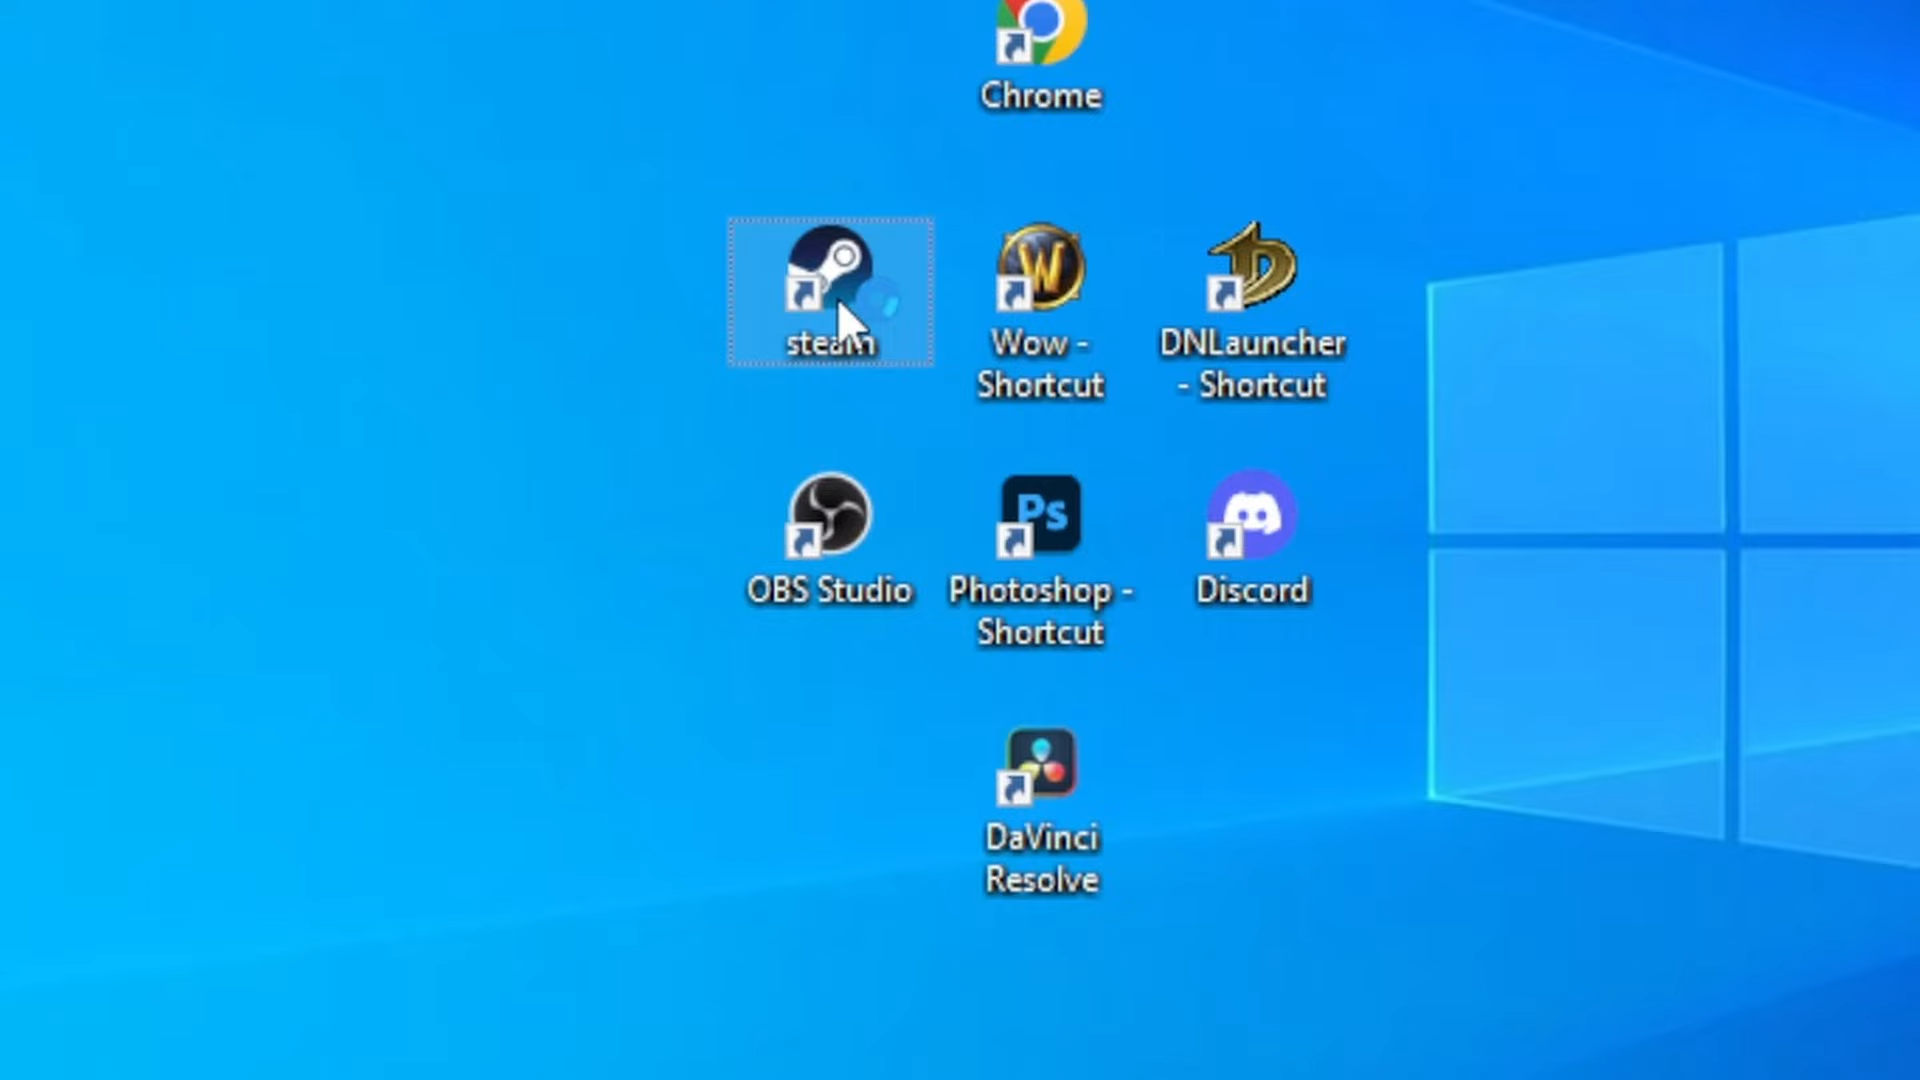 Chrome
steam
Wow -
Shortcut
DNLauncher
- Shortcut
OBS Studio
Ps
Photoshop -
Shortcut
Discord
DaVinci
Resolve